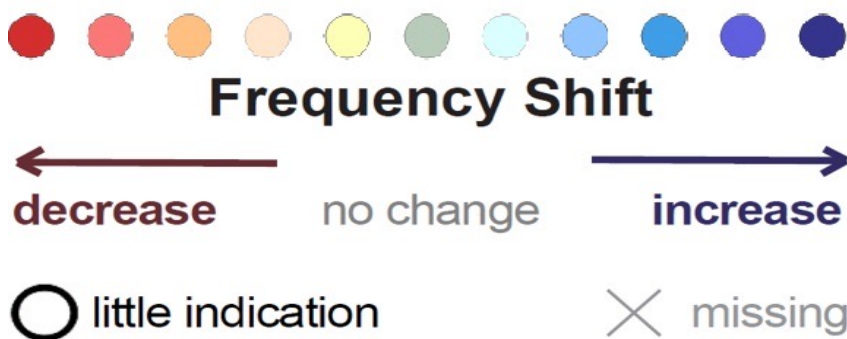 Frequency Shift
decrease no change increase
little indication missing